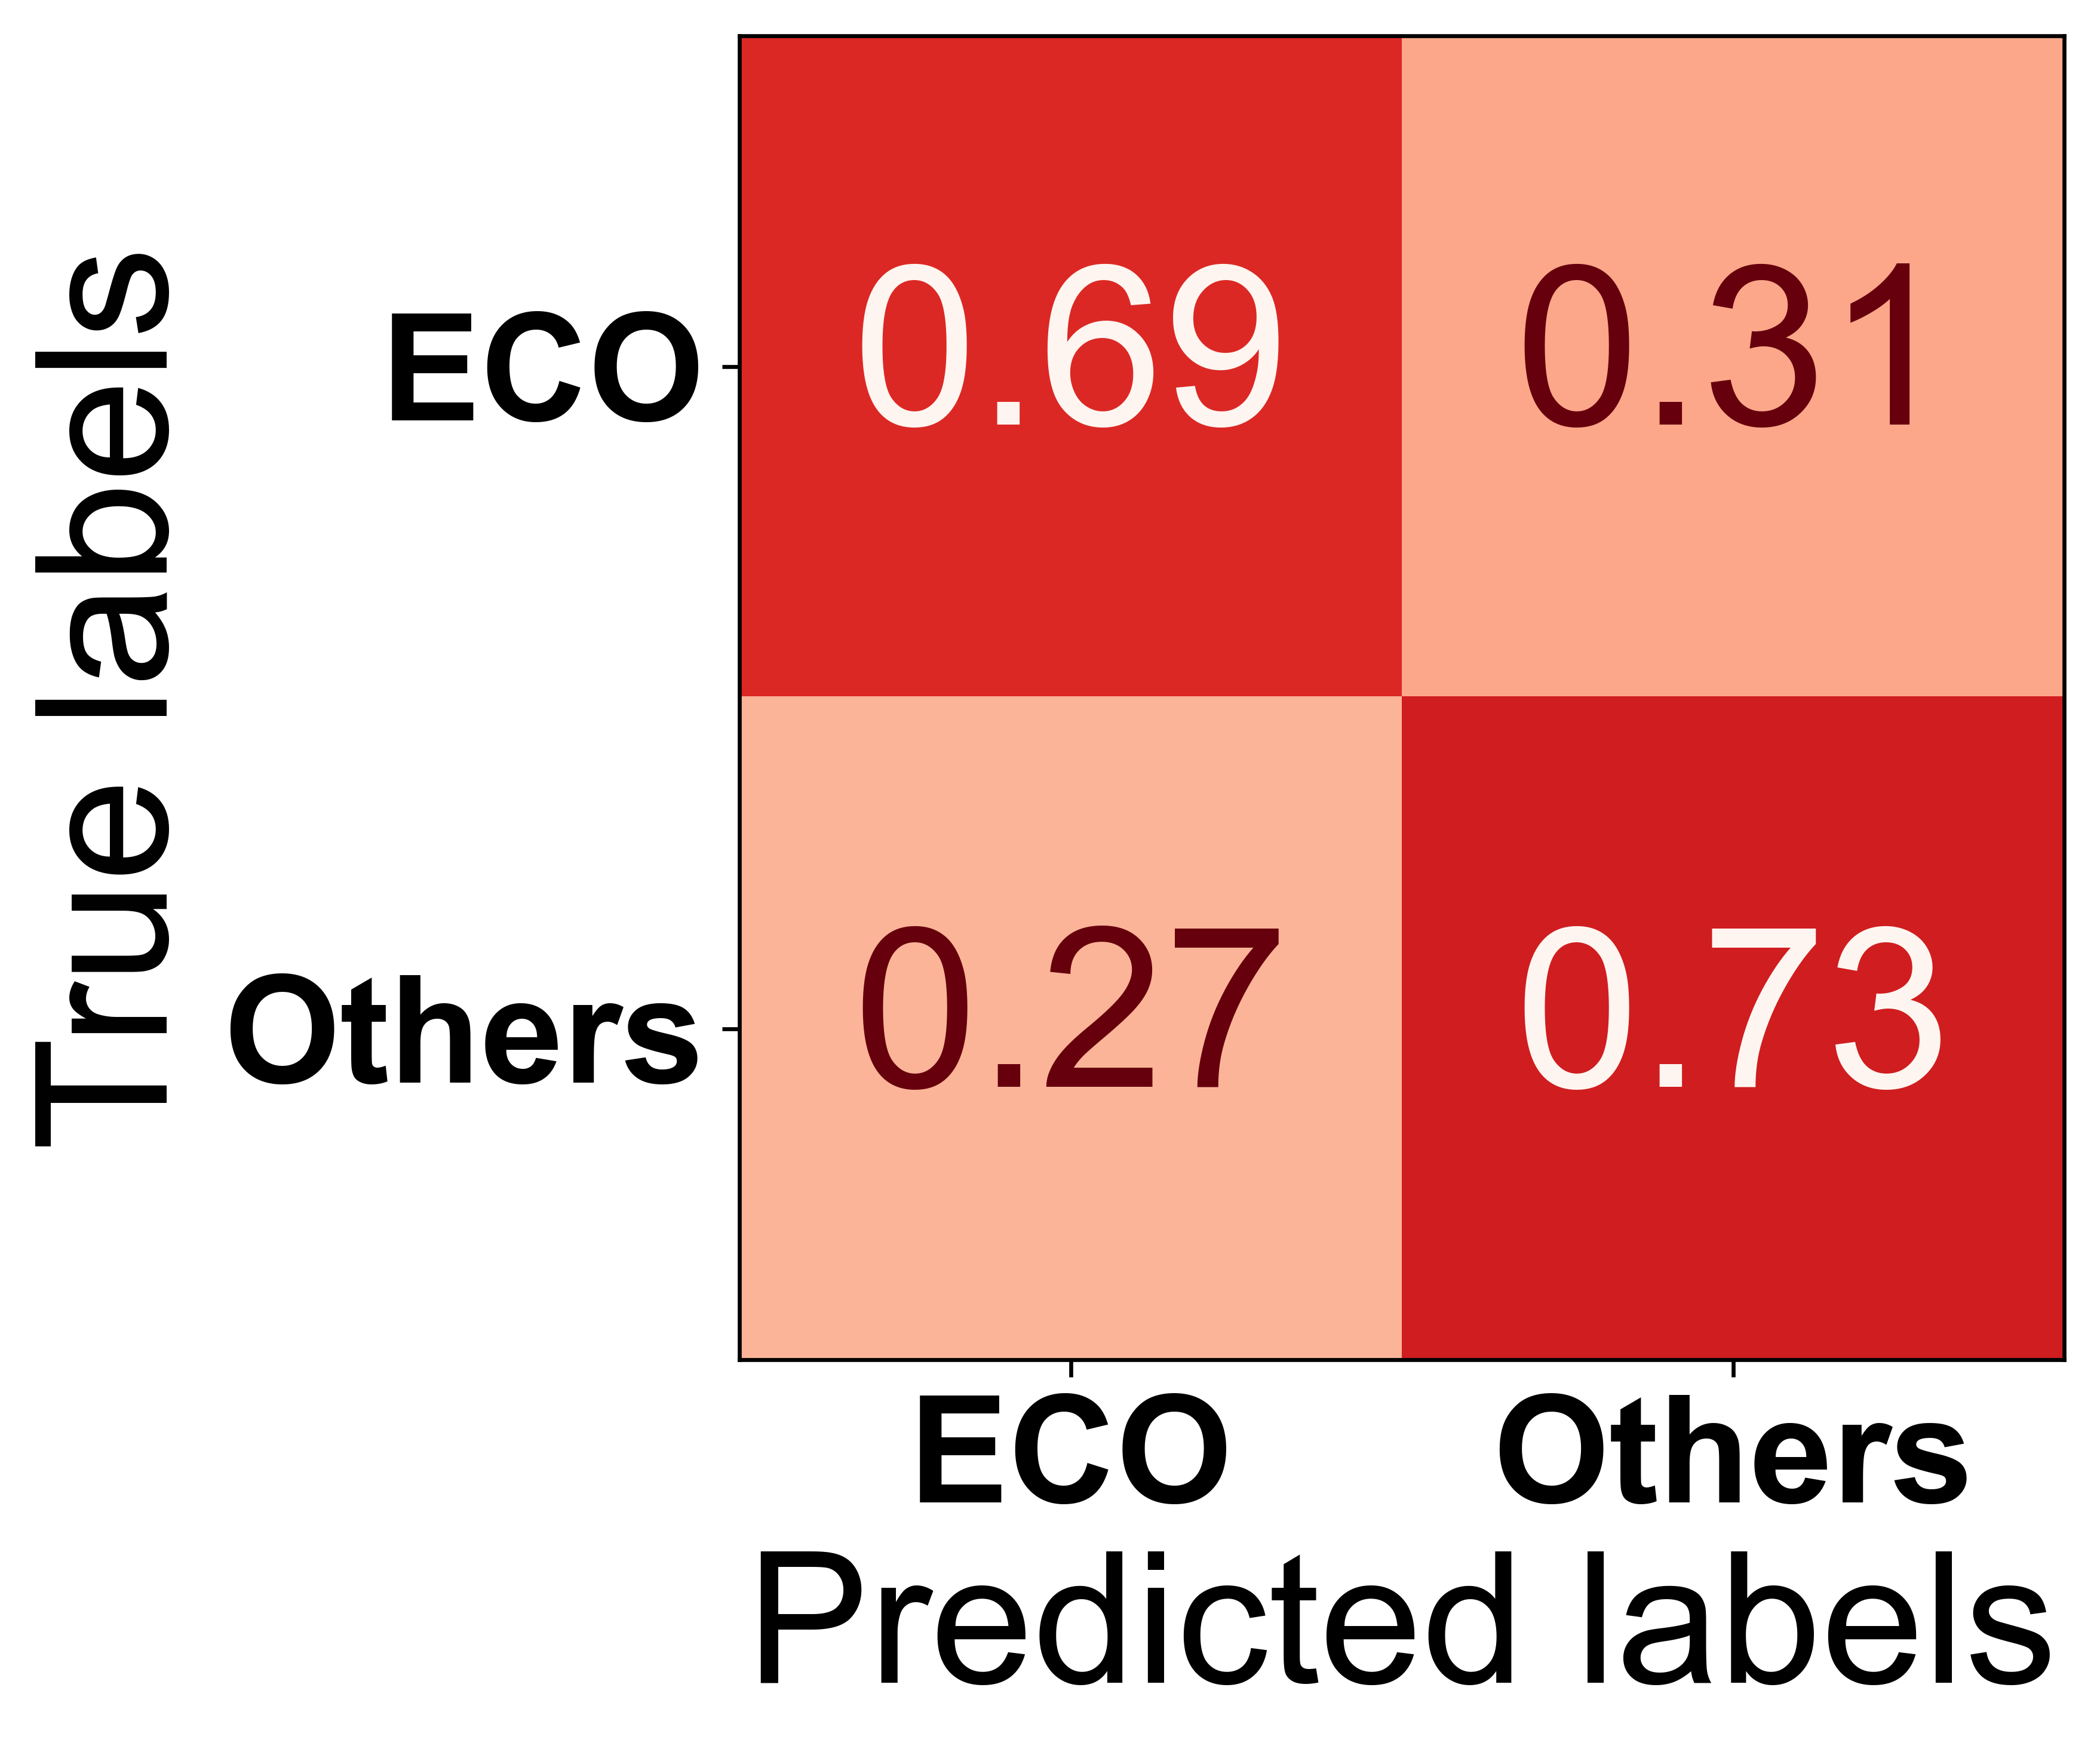 True labels
ECO
0.69 0.31
Others
0.27 0.73
ECO Others
Predicted labels